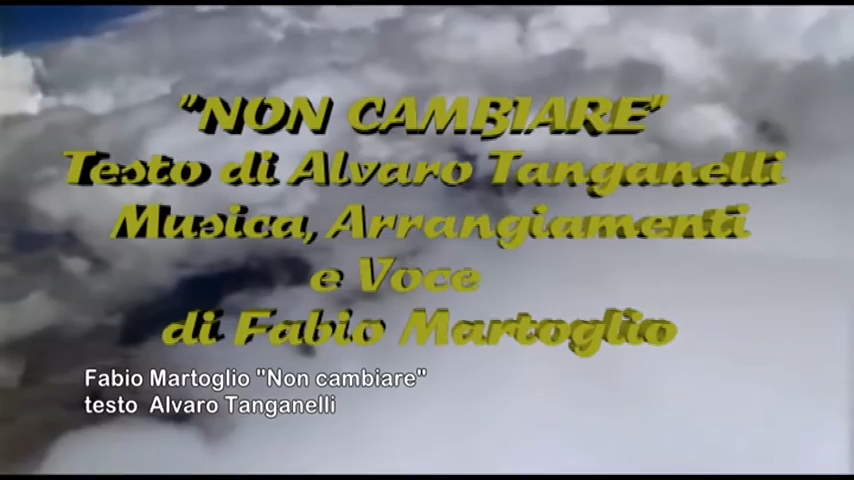 "NON CAMBIARE"
Testo di Alvaro Tanganelli
Musica, Arrangiamenti
e Voce
di Fabio Martoglio
Fabio Martoglio "Non cambiare"
testo Alvaro Tanganelli